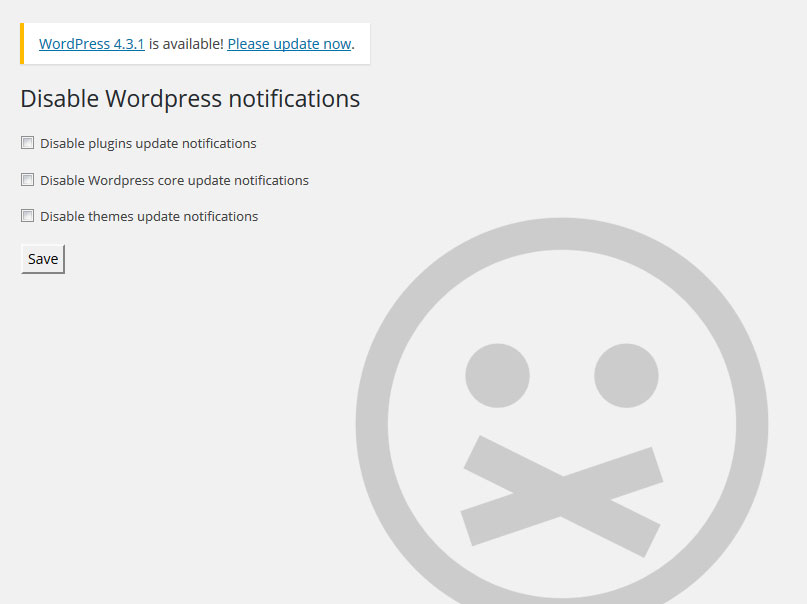 WordPress 4.3.1 is available! Please update now.
Disable Wordpress notifications
Disable plugins update notifications
Disable Wordpress core update notifications
Disable themes update notifications
Save